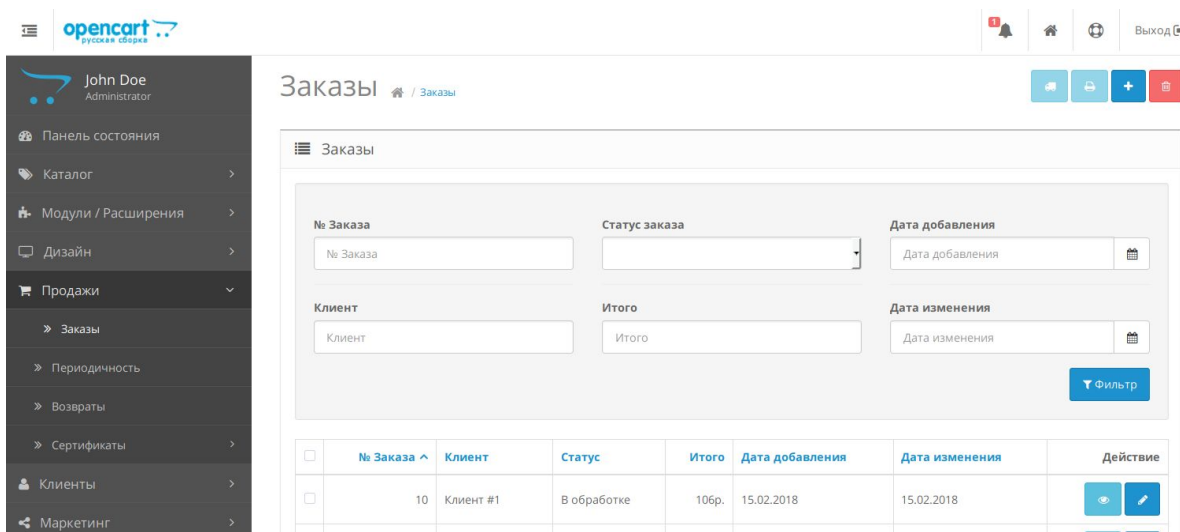 opencart
русская сборка
1
Выход
John Doe
Administrator
Панель состояния
Каталог
Модули / Расширения
Дизайн
Продажи
Заказы
Периодичность
Возвраты
Сертификаты
Клиенты
Маркетинг
Заказы / Заказы
Заказы
№ Заказа Статус заказа Дата добавления
№ Заказа Дата добавления
Клиент Итого Дата изменения
Клиент Итого Дата изменения
Фильтр
№ Заказа Клиент Статус Итого Дата добавления Дата изменения Действие
10 Клиент #1 В обработке 106р. 15.02.2018 15.02.2018